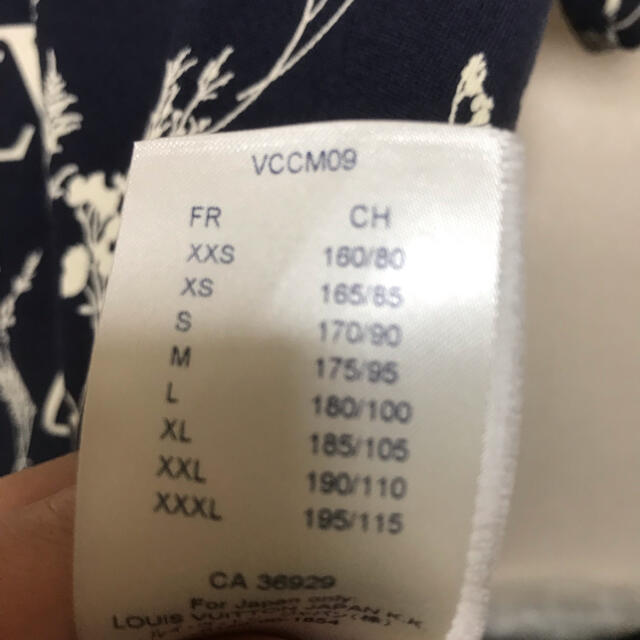 VCCM09
FR CH
XXS 160/80
XS 165/85
S 170/90
M 175/95
L 180/100
XL 185/105
XXL 190/110
XXXL 195/115
CA 36929
For Japan only
LOUIS VUITTON JAPAN K.K.